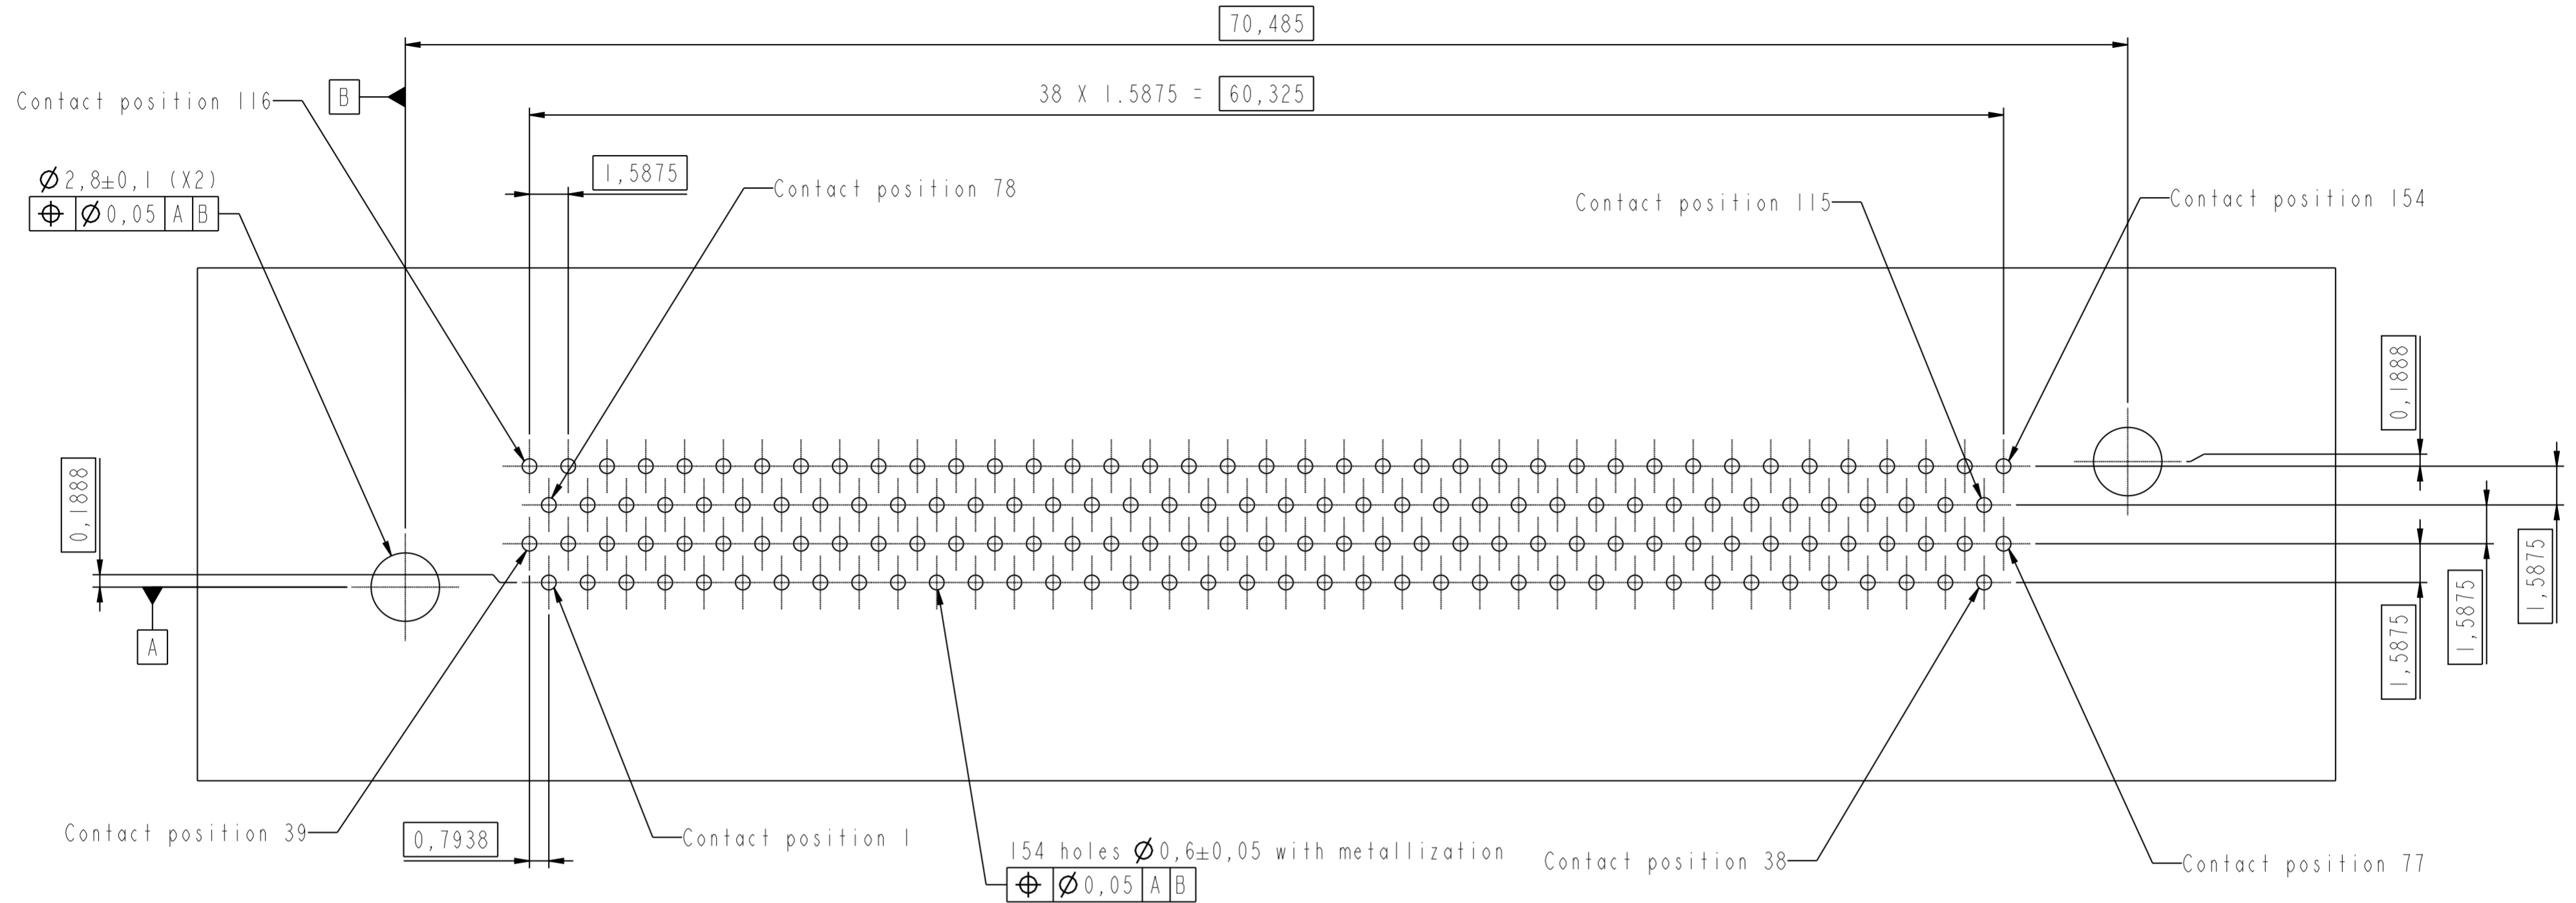 70,485
Contact position 116
B
38 X 1.5875 = 60,325
Ø2,8±0,1 (X2)
Ø0,05 A B
1,5875
Contact position 78
Contact position 115
Contact position 154
0,1888
0,1888
A
1,5875
1,5875
1,5875
Contact position 39
0,7938
Contact position 1
154 holes Ø0,6±0,05 with metallization
Ø0,05 A B
Contact position 38
Contact position 77